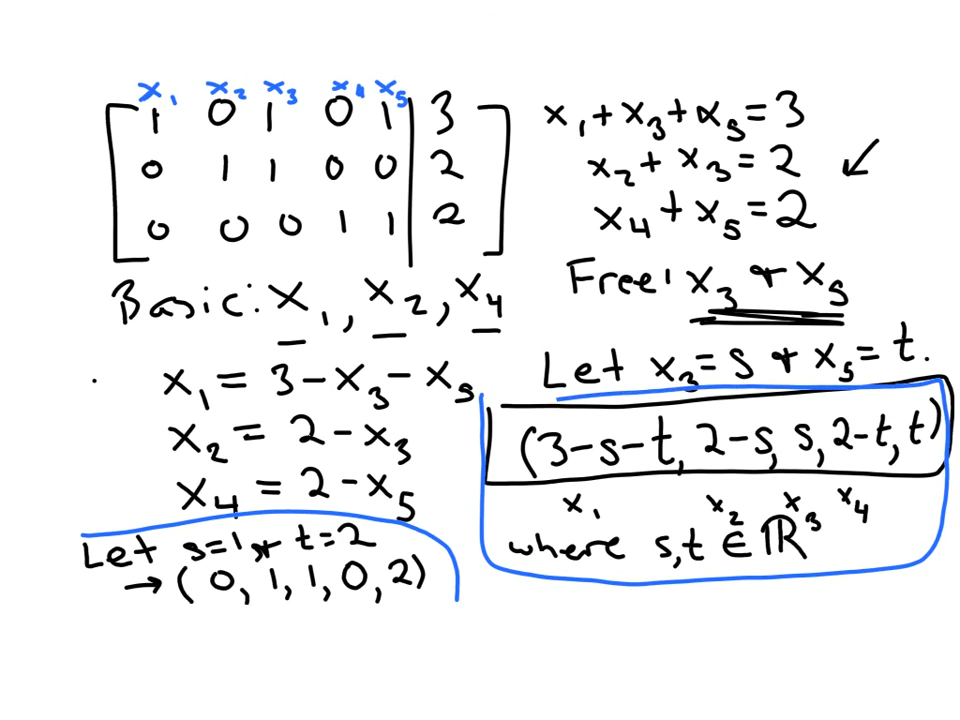 x₁ x₂ x₃ x₄ x₅
1 0 1 0 1 | 3
0 1 1 0 0 | 2
0 0 0 1 1 | 2
x₁+x₃+x₅=3
x₂+x₃=2 ↙
x₄+x₅=2
Basic: x₁, x₂, x₄
Free: x₃ & x₅
Let x₃=s & x₅=t.
x₁ = 3-x₃-x₅
x₂ = 2-x₃
x₄ = 2-x₅
(3-s-t, 2-s, s, 2-t, t)
x₁ x₂ x₃ x₄
where s,t ∈ ℝ
Let s=1 & t=2
→ (0, 1, 1, 0, 2)